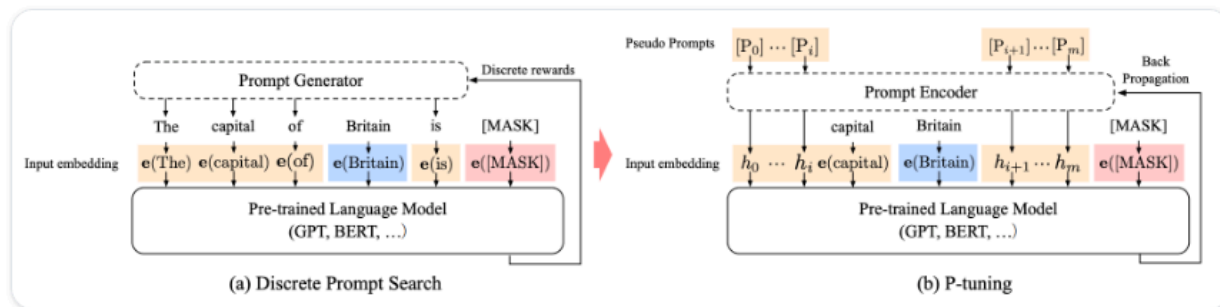 Prompt Generator
Discrete rewards
The capital of Britain is [MASK]
Input embedding e(The) e(capital) e(of) e(Britain) e(is) e([MASK])
Pre-trained Language Model
(GPT, BERT, …)
(a) Discrete Prompt Search
Pseudo Prompts [P0] ⋯ [Pi] [Pi+1] ⋯ [Pm]
Back
Propagation
Prompt Encoder
capital Britain [MASK]
Input embedding h0 ⋯ hi e(capital) e(Britain) hi+1 ⋯ hm e([MASK])
Pre-trained Language Model
(GPT, BERT, …)
(b) P-tuning